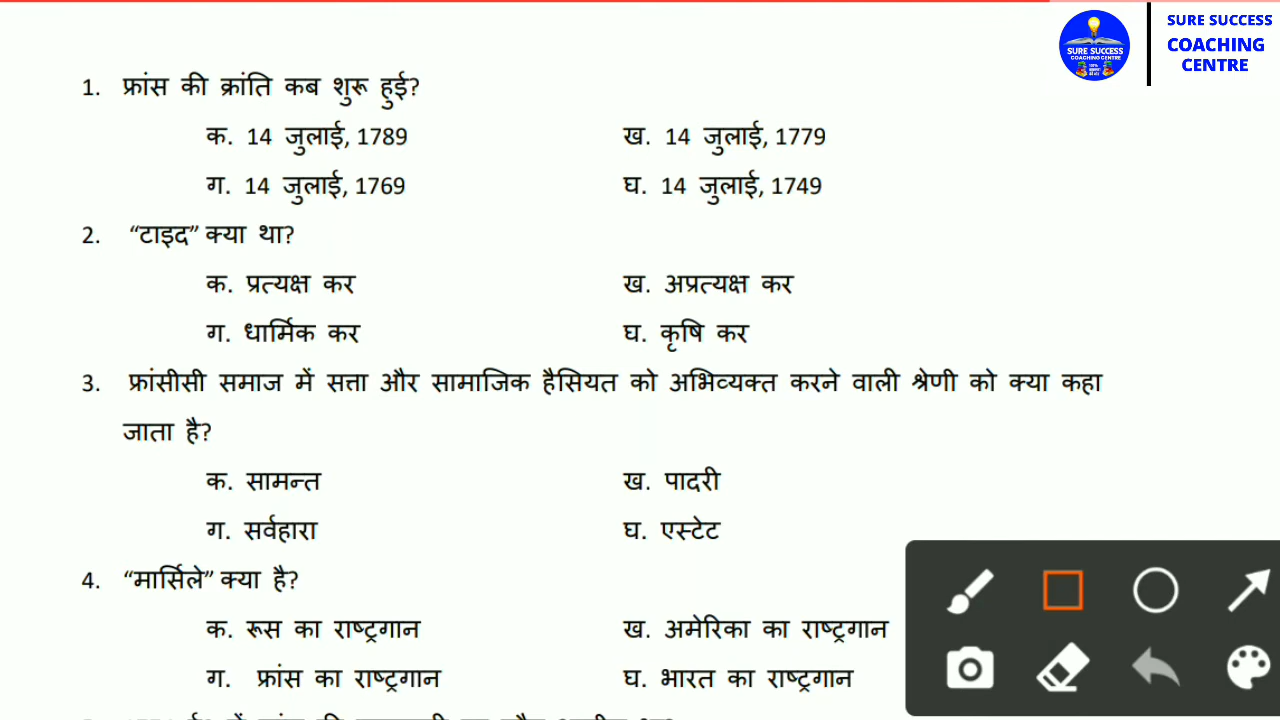 SURE SUCCESS
COACHING
CENTRE
SURE SUCCESS
COACHING CENTRE
1. फ्रांस की क्रांति कब शुरू हुई?
क. 14 जुलाई, 1789 ख. 14 जुलाई, 1779
ग. 14 जुलाई, 1769 घ. 14 जुलाई, 1749
2. “टाइद” क्या था?
क. प्रत्यक्ष कर ख. अप्रत्यक्ष कर
ग. धार्मिक कर घ. कृषि कर
3. फ्रांसीसी समाज में सत्ता और सामाजिक हैसियत को अभिव्यक्त करने वाली श्रेणी को क्या कहा
जाता है?
क. सामन्त ख. पादरी
ग. सर्वहारा घ. एस्टेट
4. “मार्सिले” क्या है?
क. रूस का राष्ट्रगान ख. अमेरिका का राष्ट्रगान
ग. फ्रांस का राष्ट्रगान घ. भारत का राष्ट्रगान